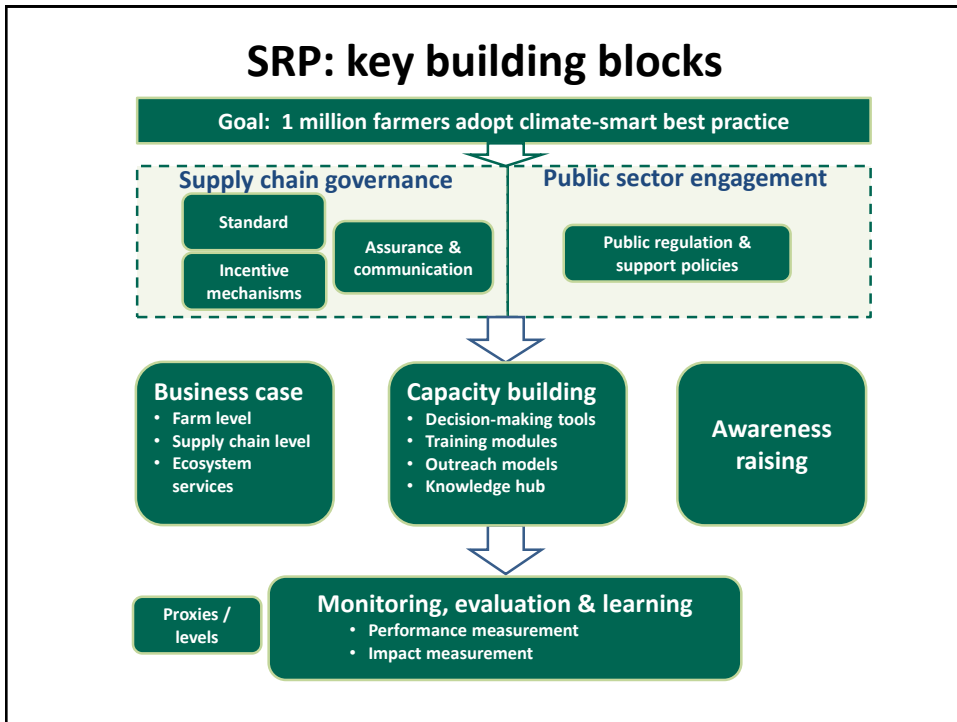 SRP: key building blocks
Goal: 1 million farmers adopt climate-smart best practice
Supply chain governance
Standard
Incentive
mechanisms
Assurance &
communication
Public sector engagement
Public regulation &
support policies
Business case
• Farm level
• Supply chain level
• Ecosystem
services
Capacity building
• Decision-making tools
• Training modules
• Outreach models
• Knowledge hub
Awareness
raising
Proxies /
levels
Monitoring, evaluation & learning
• Performance measurement
• Impact measurement